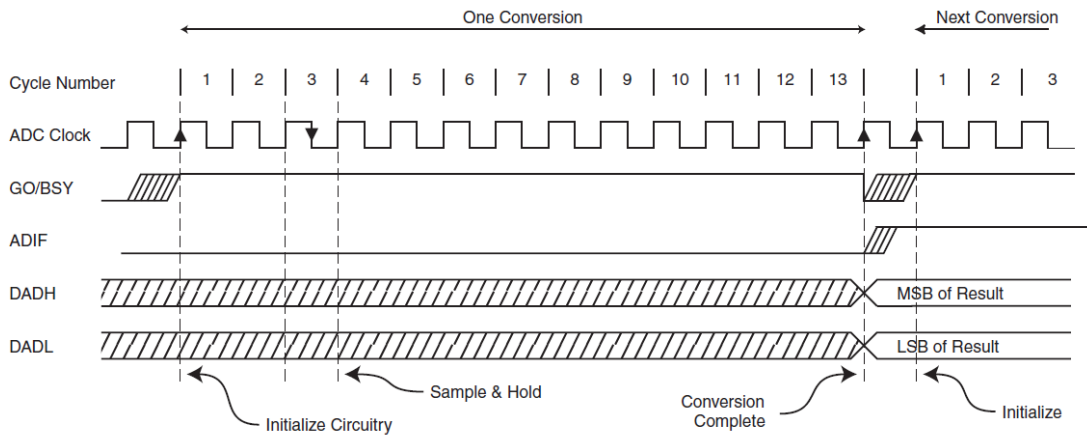 One Conversion Next Conversion
Cycle Number 1 2 3 4 5 6 7 8 9 10 11 12 13 1 2 3
ADC Clock
GO/BSY
ADIF
DADH MSB of Result
DADL LSB of Result
Initialize Circuitry
Sample & Hold
Conversion
Complete
Initialize